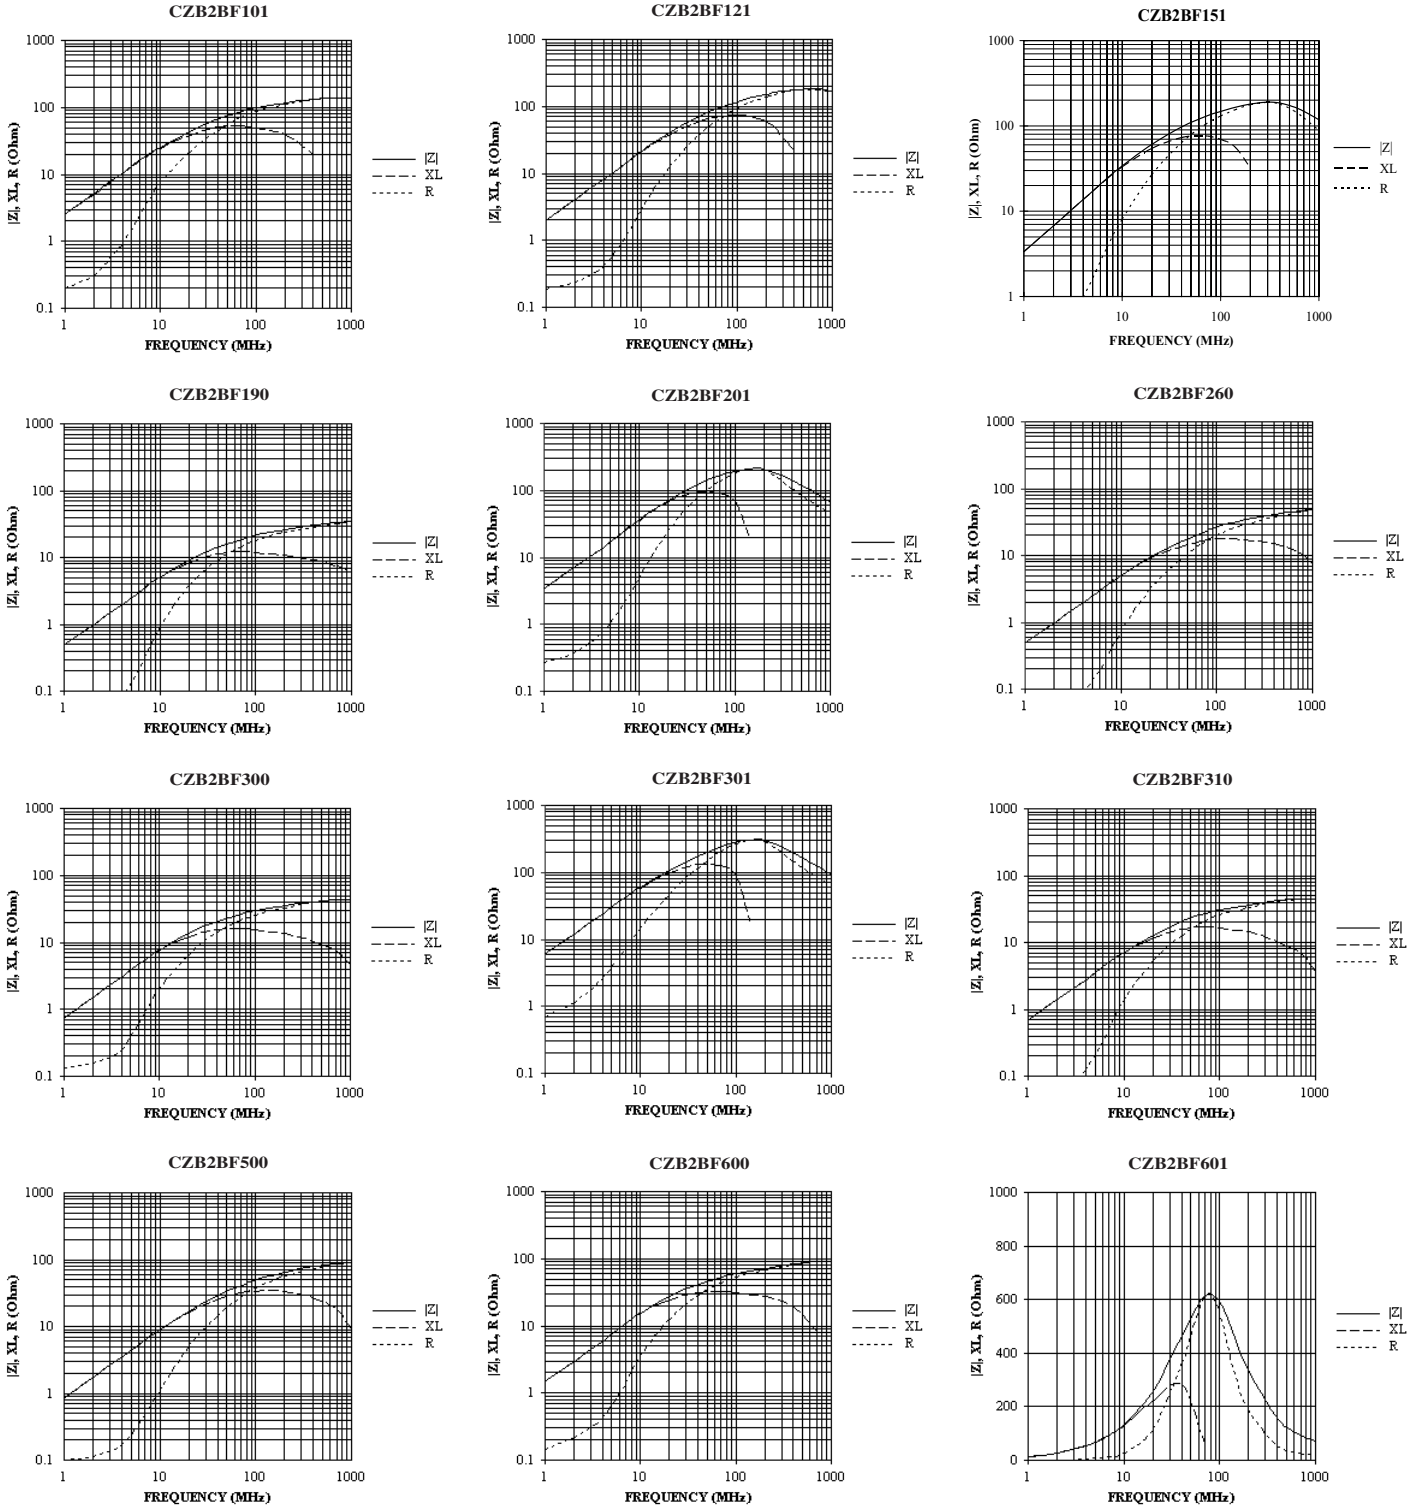 CZB2BF101
1000
100
10
1
0.1
|Z|, XL, R (Ohm)
1 10 100 1000
FREQUENCY (MHz)
|Z|
XL
R
CZB2BF121
1000
100
10
1
0.1
|Z|, XL, R (Ohm)
1 10 100 1000
FREQUENCY (MHz)
|Z|
XL
R
CZB2BF151
1000
100
10
1
|Z|, XL, R (Ohm)
1 10 100 1000
FREQUENCY (MHz)
|Z|
XL
R
CZB2BF190
1000
100
10
1
0.1
|Z|, XL, R (Ohm)
1 10 100 1000
FREQUENCY (MHz)
|Z|
XL
R
CZB2BF201
1000
100
10
1
0.1
|Z|, XL, R (Ohm)
1 10 100 1000
FREQUENCY (MHz)
|Z|
XL
R
CZB2BF260
1000
100
10
1
0.1
|Z|, XL, R (Ohm)
1 10 100 1000
FREQUENCY (MHz)
|Z|
XL
R
CZB2BF300
1000
100
10
1
0.1
|Z|, XL, R (Ohm)
1 10 100 1000
FREQUENCY (MHz)
|Z|
XL
R
CZB2BF301
1000
100
10
1
0.1
|Z|, XL, R (Ohm)
1 10 100 1000
FREQUENCY (MHz)
|Z|
XL
R
CZB2BF310
1000
100
10
1
0.1
|Z|, XL, R (Ohm)
1 10 100 1000
FREQUENCY (MHz)
|Z|
XL
R
CZB2BF500
1000
100
10
1
0.1
|Z|, XL, R (Ohm)
1 10 100 1000
FREQUENCY (MHz)
|Z|
XL
R
CZB2BF600
1000
100
10
1
0.1
|Z|, XL, R (Ohm)
1 10 100 1000
FREQUENCY (MHz)
|Z|
XL
R
CZB2BF601
1000
800
600
400
200
0
|Z|, XL, R (Ohm)
1 10 100 1000
FREQUENCY (MHz)
|Z|
XL
R